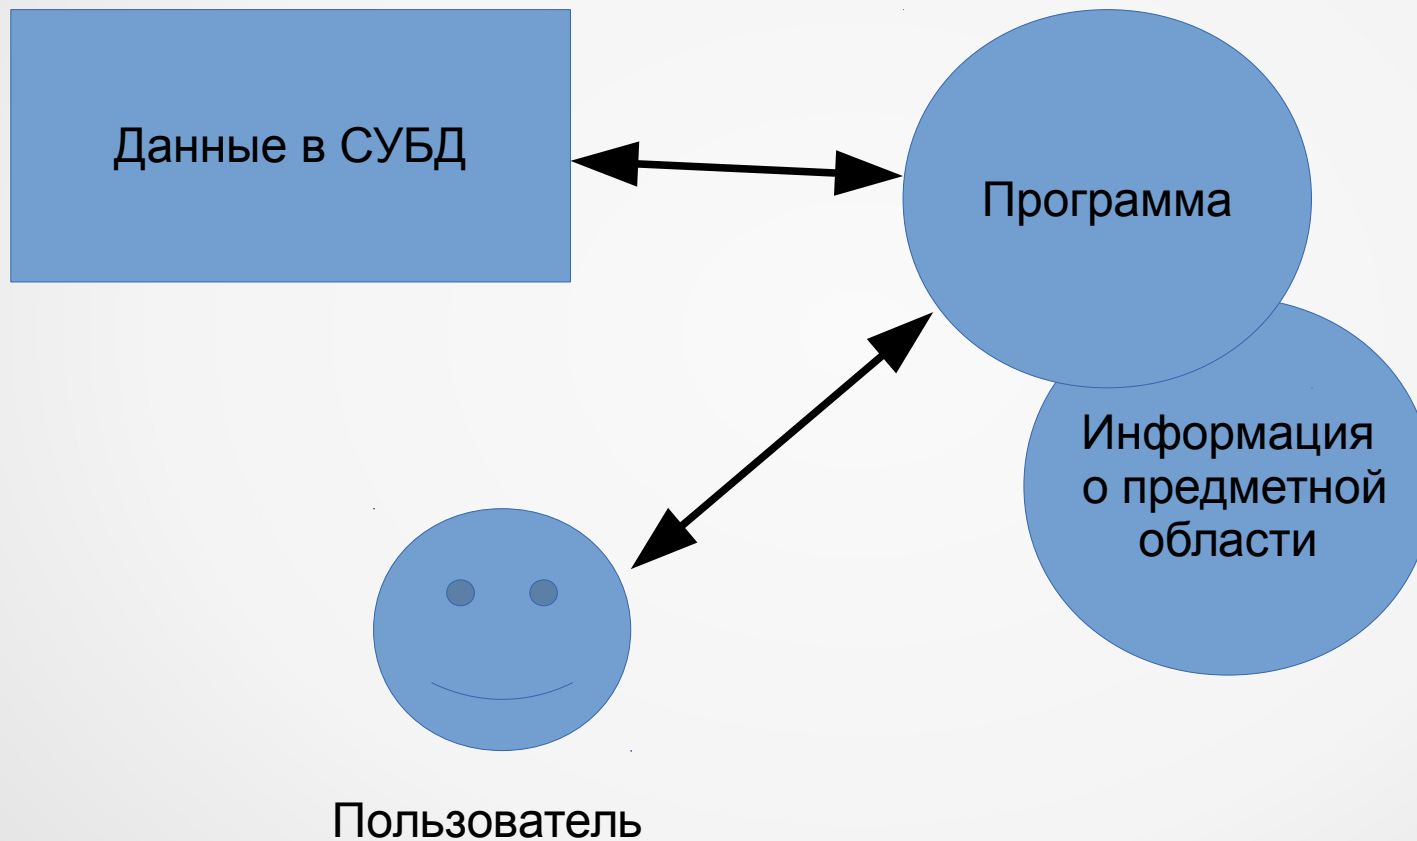 Данные в СУБД
Программа
Информация
о предметной
области
Пользователь